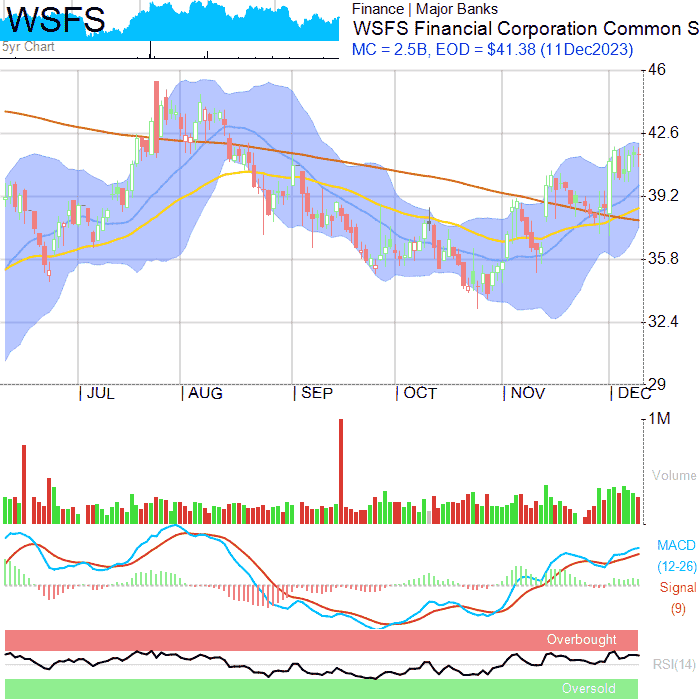 WSFS
5yr Chart
Finance | Major Banks
WSFS Financial Corporation Common S
MC = 2.5B, EOD = $41.38 (11Dec2023)
46
42.6
39.2
35.8
32.4
29
| JUL
| AUG
| SEP
| OCT
| NOV
| DEC
1M
Volume
MACD
(12-26)
Signal
(9)
Overbought
RSI(14)
Oversold